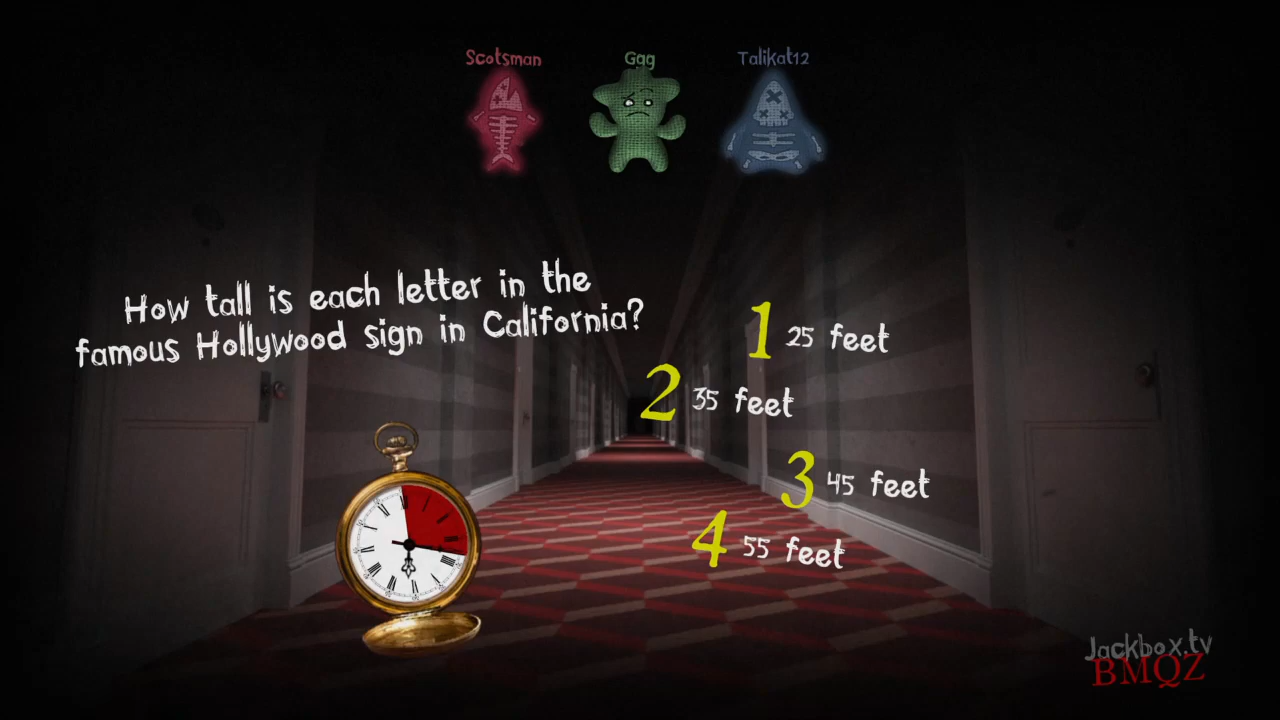 Scotsman
Gag
Talikat12
How tall is each letter in the
famous Hollywood sign in California?
1 25 feet
2 35 feet
3 45 feet
4 55 feet
Jackbox.tv
BMQZ